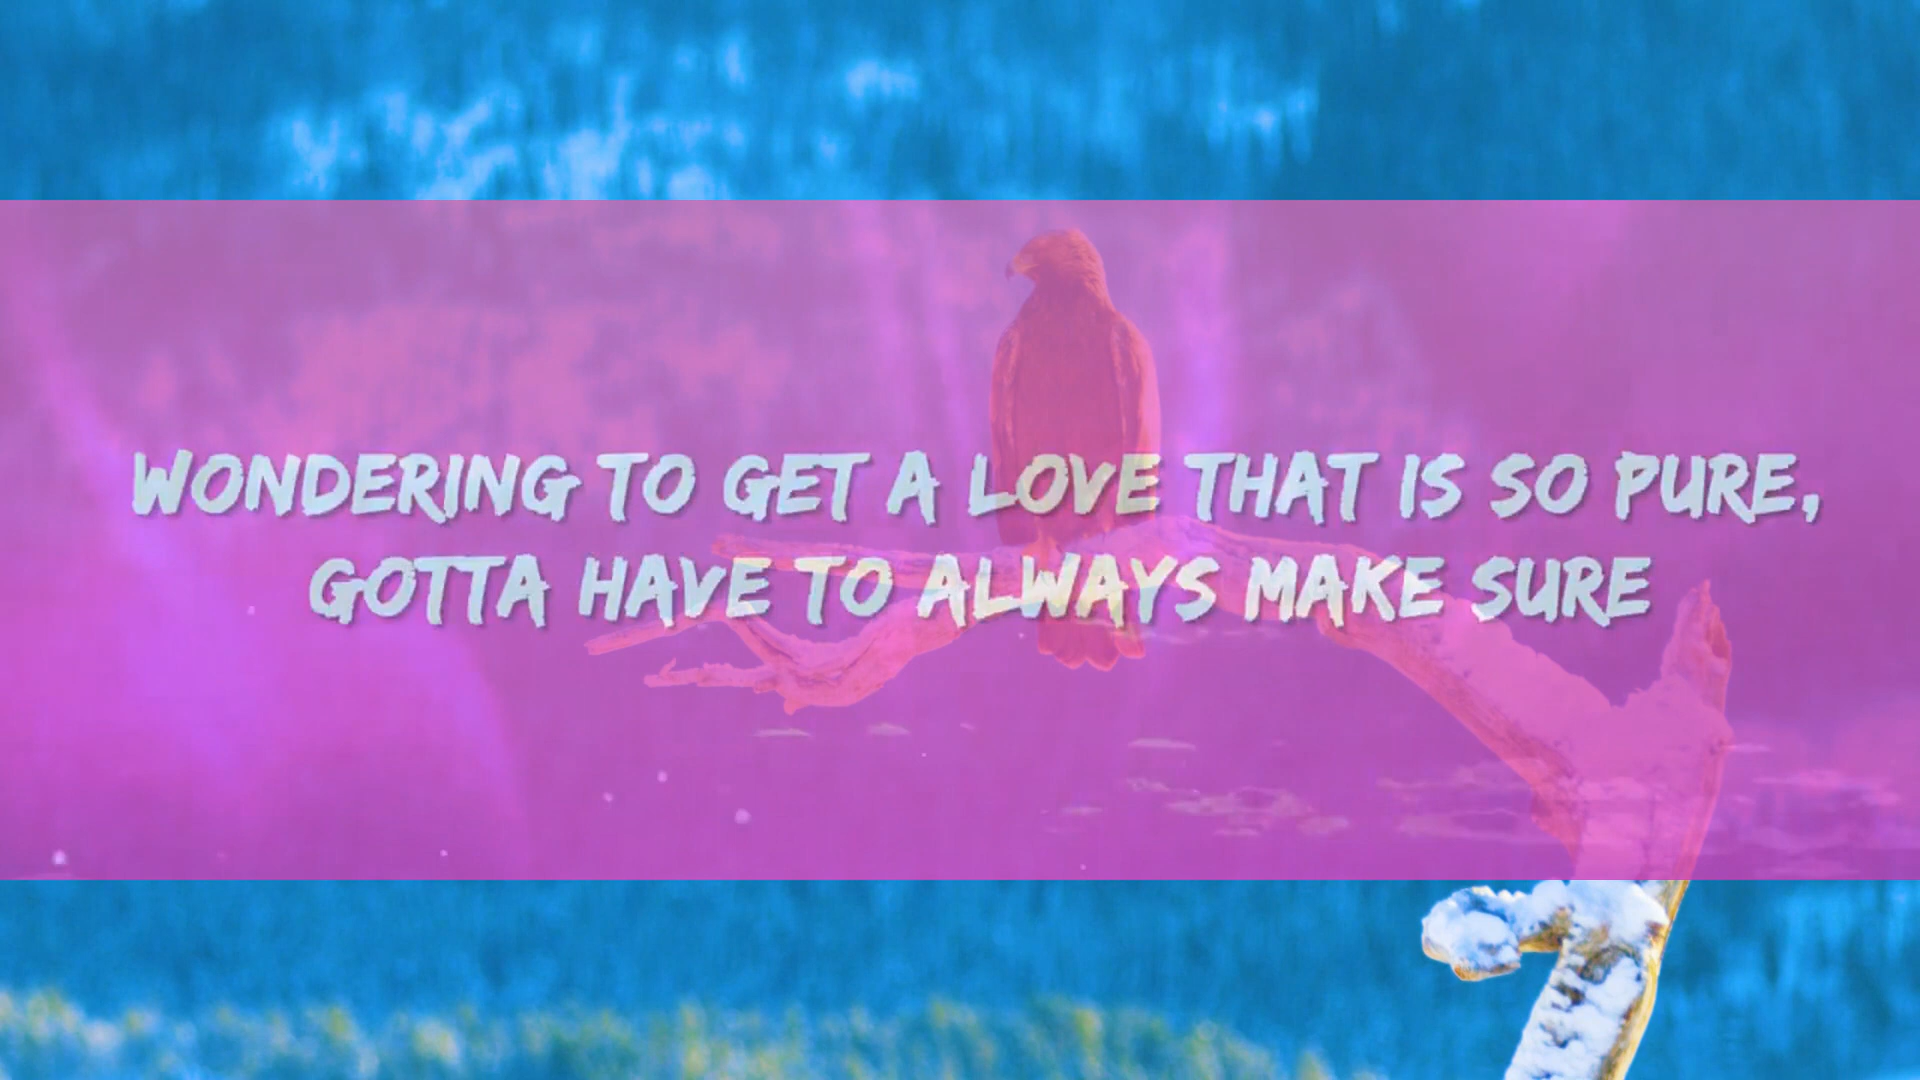 WONDERING TO GET A LOVE THAT IS SO PURE,
GOTTA HAVE TO ALWAYS MAKE SURE